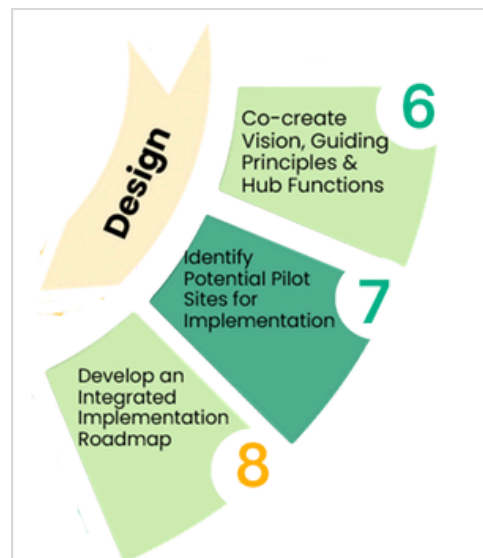 Design
6
Co-create
Vision, Guiding
Principles &
Hub Functions
7
Identify
Potential Pilot
Sites for
Implementation
8
Develop an
Integrated
Implementation
Roadmap